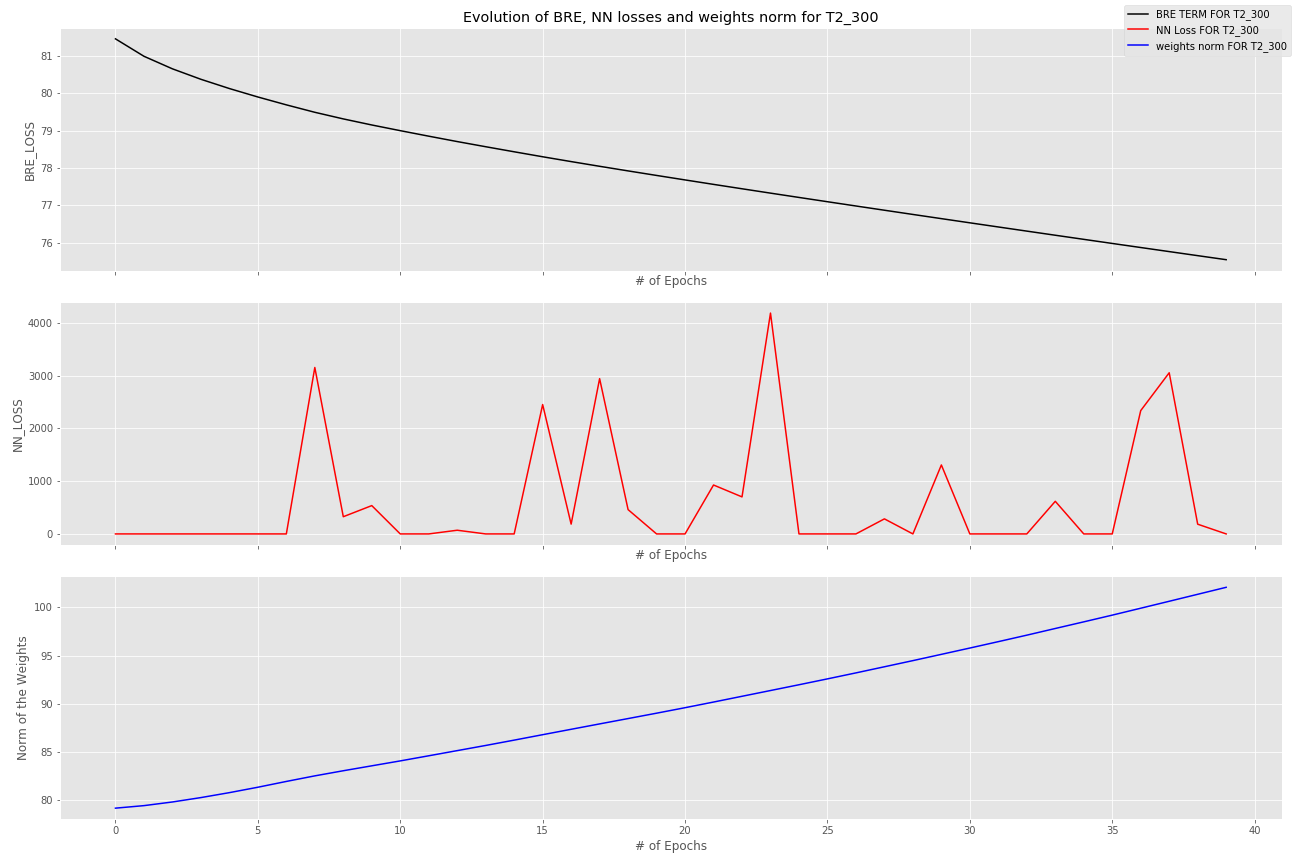 Evolution of BRE, NN losses and weights norm for T2_300
BRE TERM FOR T2_300
NN Loss FOR T2_300
weights norm FOR T2_300
BRE_LOSS
81
80
79
78
77
76
# of Epochs
NN_LOSS
4000
3000
2000
1000
0
# of Epochs
Norm of the Weights
100
95
90
85
80
0 5 10 15 20 25 30 35 40
# of Epochs